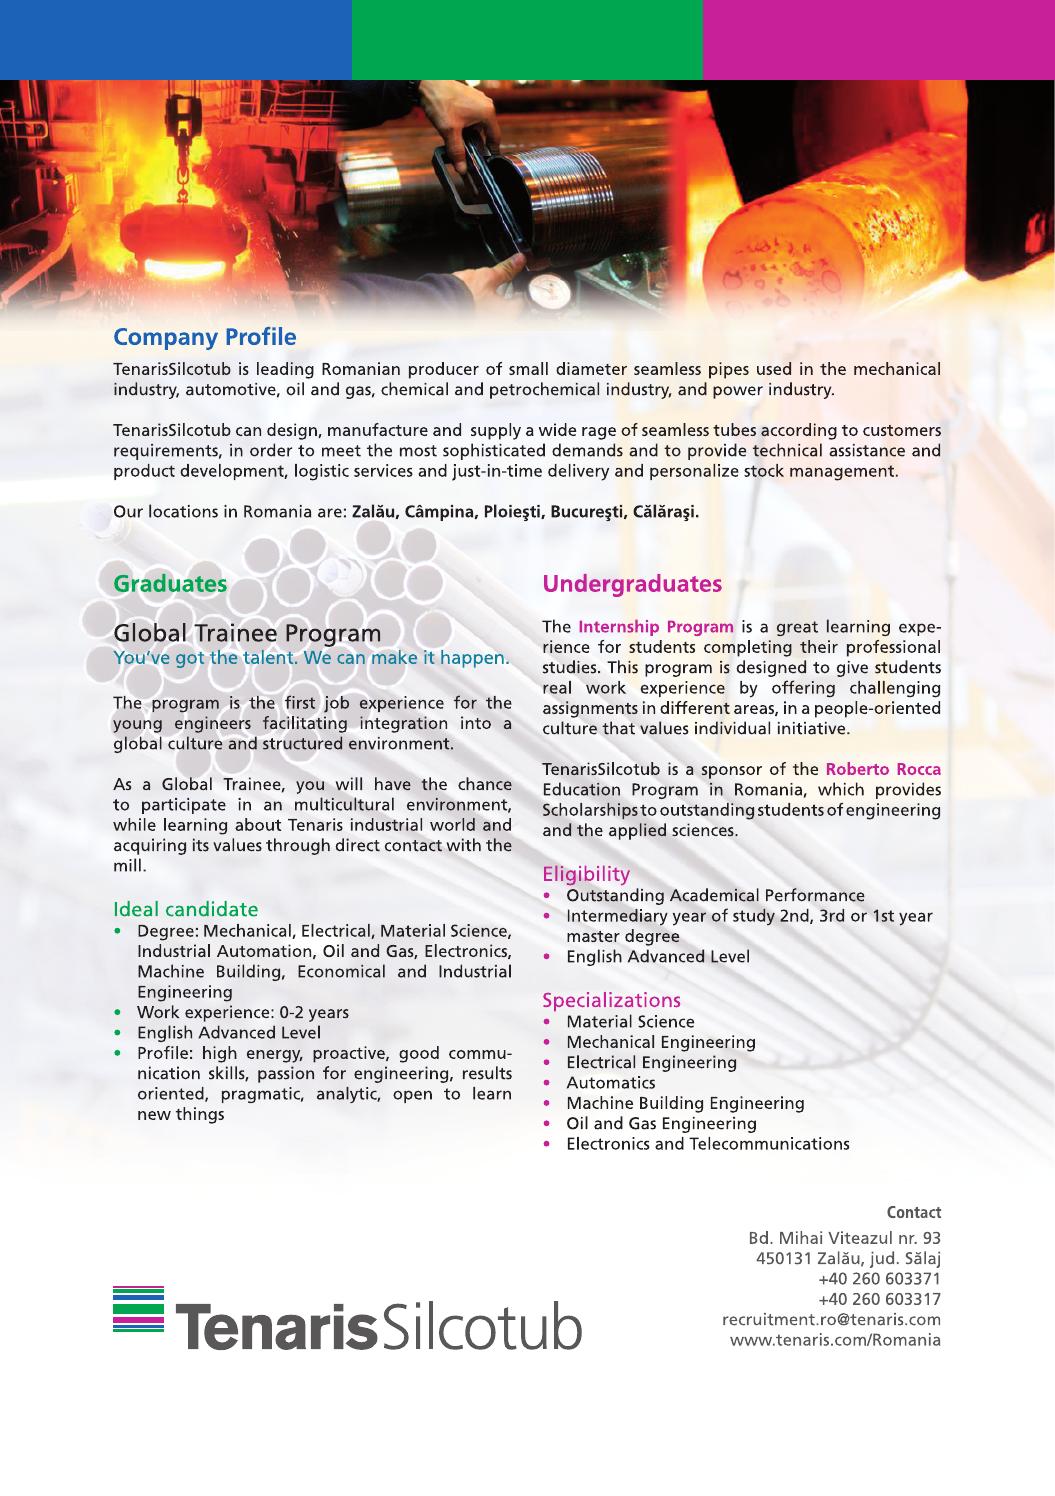 Company Profile
TenarisSilcotub is leading Romanian producer of small diameter seamless pipes used in the mechanical
industry, automotive, oil and gas, chemical and petrochemical industry, and power industry.
TenarisSilcotub can design, manufacture and supply a wide rage of seamless tubes according to customers
requirements, in order to meet the most sophisticated demands and to provide technical assistance and
product development, logistic services and just-in-time delivery and personalize stock management.
Our locations in Romania are: Zalău, Câmpina, Ploieşti, Bucureşti, Călăraşi.
Graduates
Global Trainee Program
You've got the talent. We can make it happen.
The program is the first job experience for the
young engineers facilitating integration into a
global culture and structured environment.
As a Global Trainee, you will have the chance
to participate in an multicultural environment,
while learning about Tenaris industrial world and
acquiring its values through direct contact with the
mill.
Ideal candidate
• Degree: Mechanical, Electrical, Material Science,
Industrial Automation, Oil and Gas, Electronics,
Machine Building, Economical and Industrial
Engineering
• Work experience: 0-2 years
• English Advanced Level
• Profile: high energy, proactive, good commu-
nication skills, passion for engineering, results
oriented, pragmatic, analytic, open to learn
new things
Undergraduates
The Internship Program is a great learning expe-
rience for students completing their professional
studies. This program is designed to give students
real work experience by offering challenging
assignments in different areas, in a people-oriented
culture that values individual initiative.
TenarisSilcotub is a sponsor of the Roberto Rocca
Education Program in Romania, which provides
Scholarships to outstanding students of engineering
and the applied sciences.
Eligibility
• Outstanding Academical Performance
• Intermediary year of study 2nd, 3rd or 1st year
master degree
• English Advanced Level
Specializations
• Material Science
• Mechanical Engineering
• Electrical Engineering
• Automatics
• Machine Building Engineering
• Oil and Gas Engineering
• Electronics and Telecommunications
Contact
Bd. Mihai Viteazul nr. 93
450131 Zalău, jud. Sălaj
+40 260 603371
+40 260 603317
recruitment.ro@tenaris.com
www.tenaris.com/Romania
TenarisSilcotub